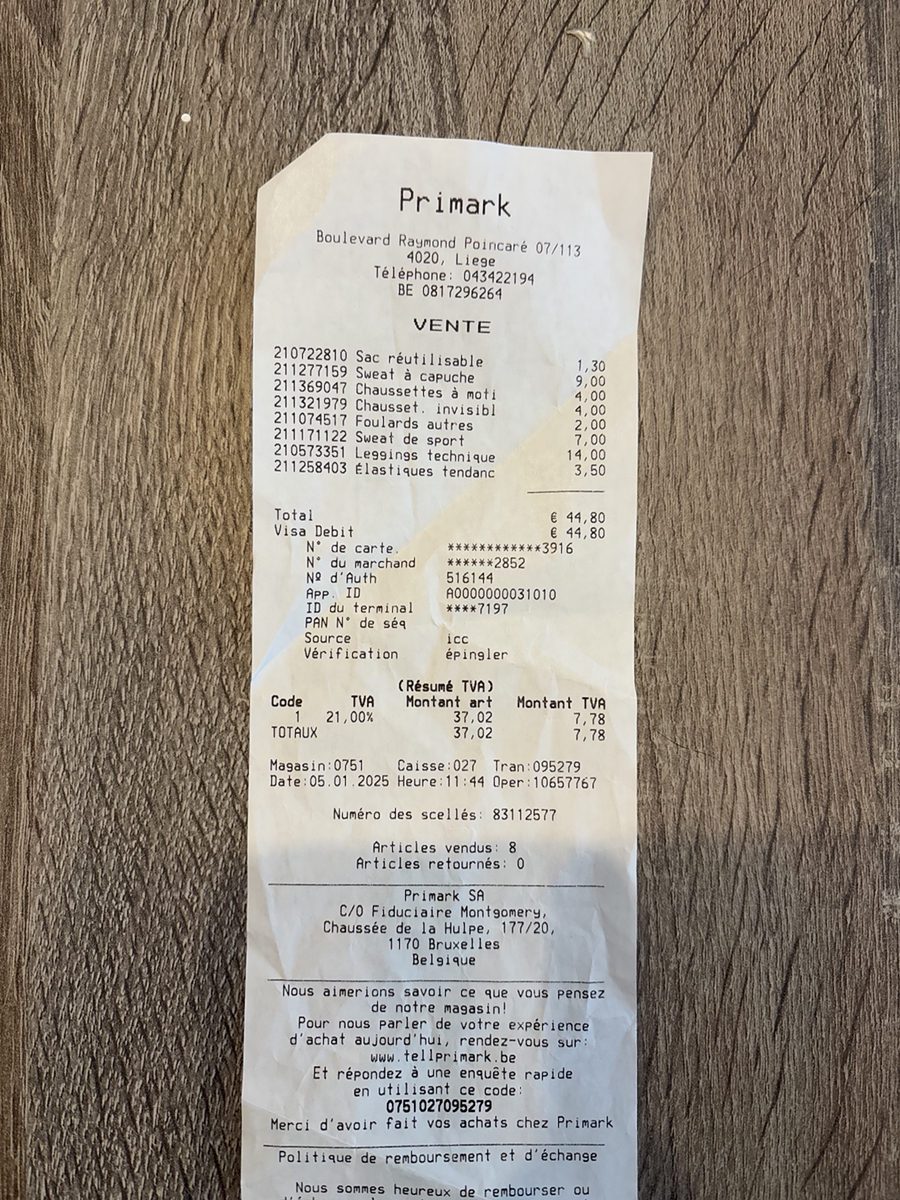 Primark
Boulevard Raymond Poincaré 07/113
4020, Liege
Téléphone: 043422194
BE 0817296264
VENTE
210722810 Sac réutilisable 1,30
211277159 Sweat à capuche 9,00
211369047 Chaussettes à moti 4,00
211321979 Chausset. invisibl 4,00
211074517 Foulards autres 2,00
211171122 Sweat de sport 7,00
210573351 Leggings technique 14,00
211258403 Élastiques tendanc 3,50
Total € 44,80
Visa Debit € 44,80
N° de carte. ************3916
N° du marchand ******2852
Nº d'Auth 516144
App. ID A0000000031010
ID du terminal ****7197
PAN N° de séq
Source icc
Vérification épingler
(Résumé TVA)
Code TVA Montant art Montant TVA
1 21,00% 37,02 7,78
TOTAUX 37,02 7,78
Magasin:0751 Caisse:027 Tran:095279
Date:05.01.2025 Heure:11:44 Oper:10657767
Numéro des scellés: 83112577
Articles vendus: 8
Articles retournés: 0
Primark SA
C/O Fiduciaire Montgomery,
Chaussée de la Hulpe, 177/20,
1170 Bruxelles
Belgique
Nous aimerions savoir ce que vous pensez
de notre magasin!
Pour nous parler de votre expérience
d'achat aujourd'hui, rendez-vous sur:
www.tellprimark.be
Et répondez à une enquête rapide
en utilisant ce code:
0751027095279
Merci d'avoir fait vos achats chez Primark
Politique de remboursement et d'échange
Nous sommes heureux de rembourser ou